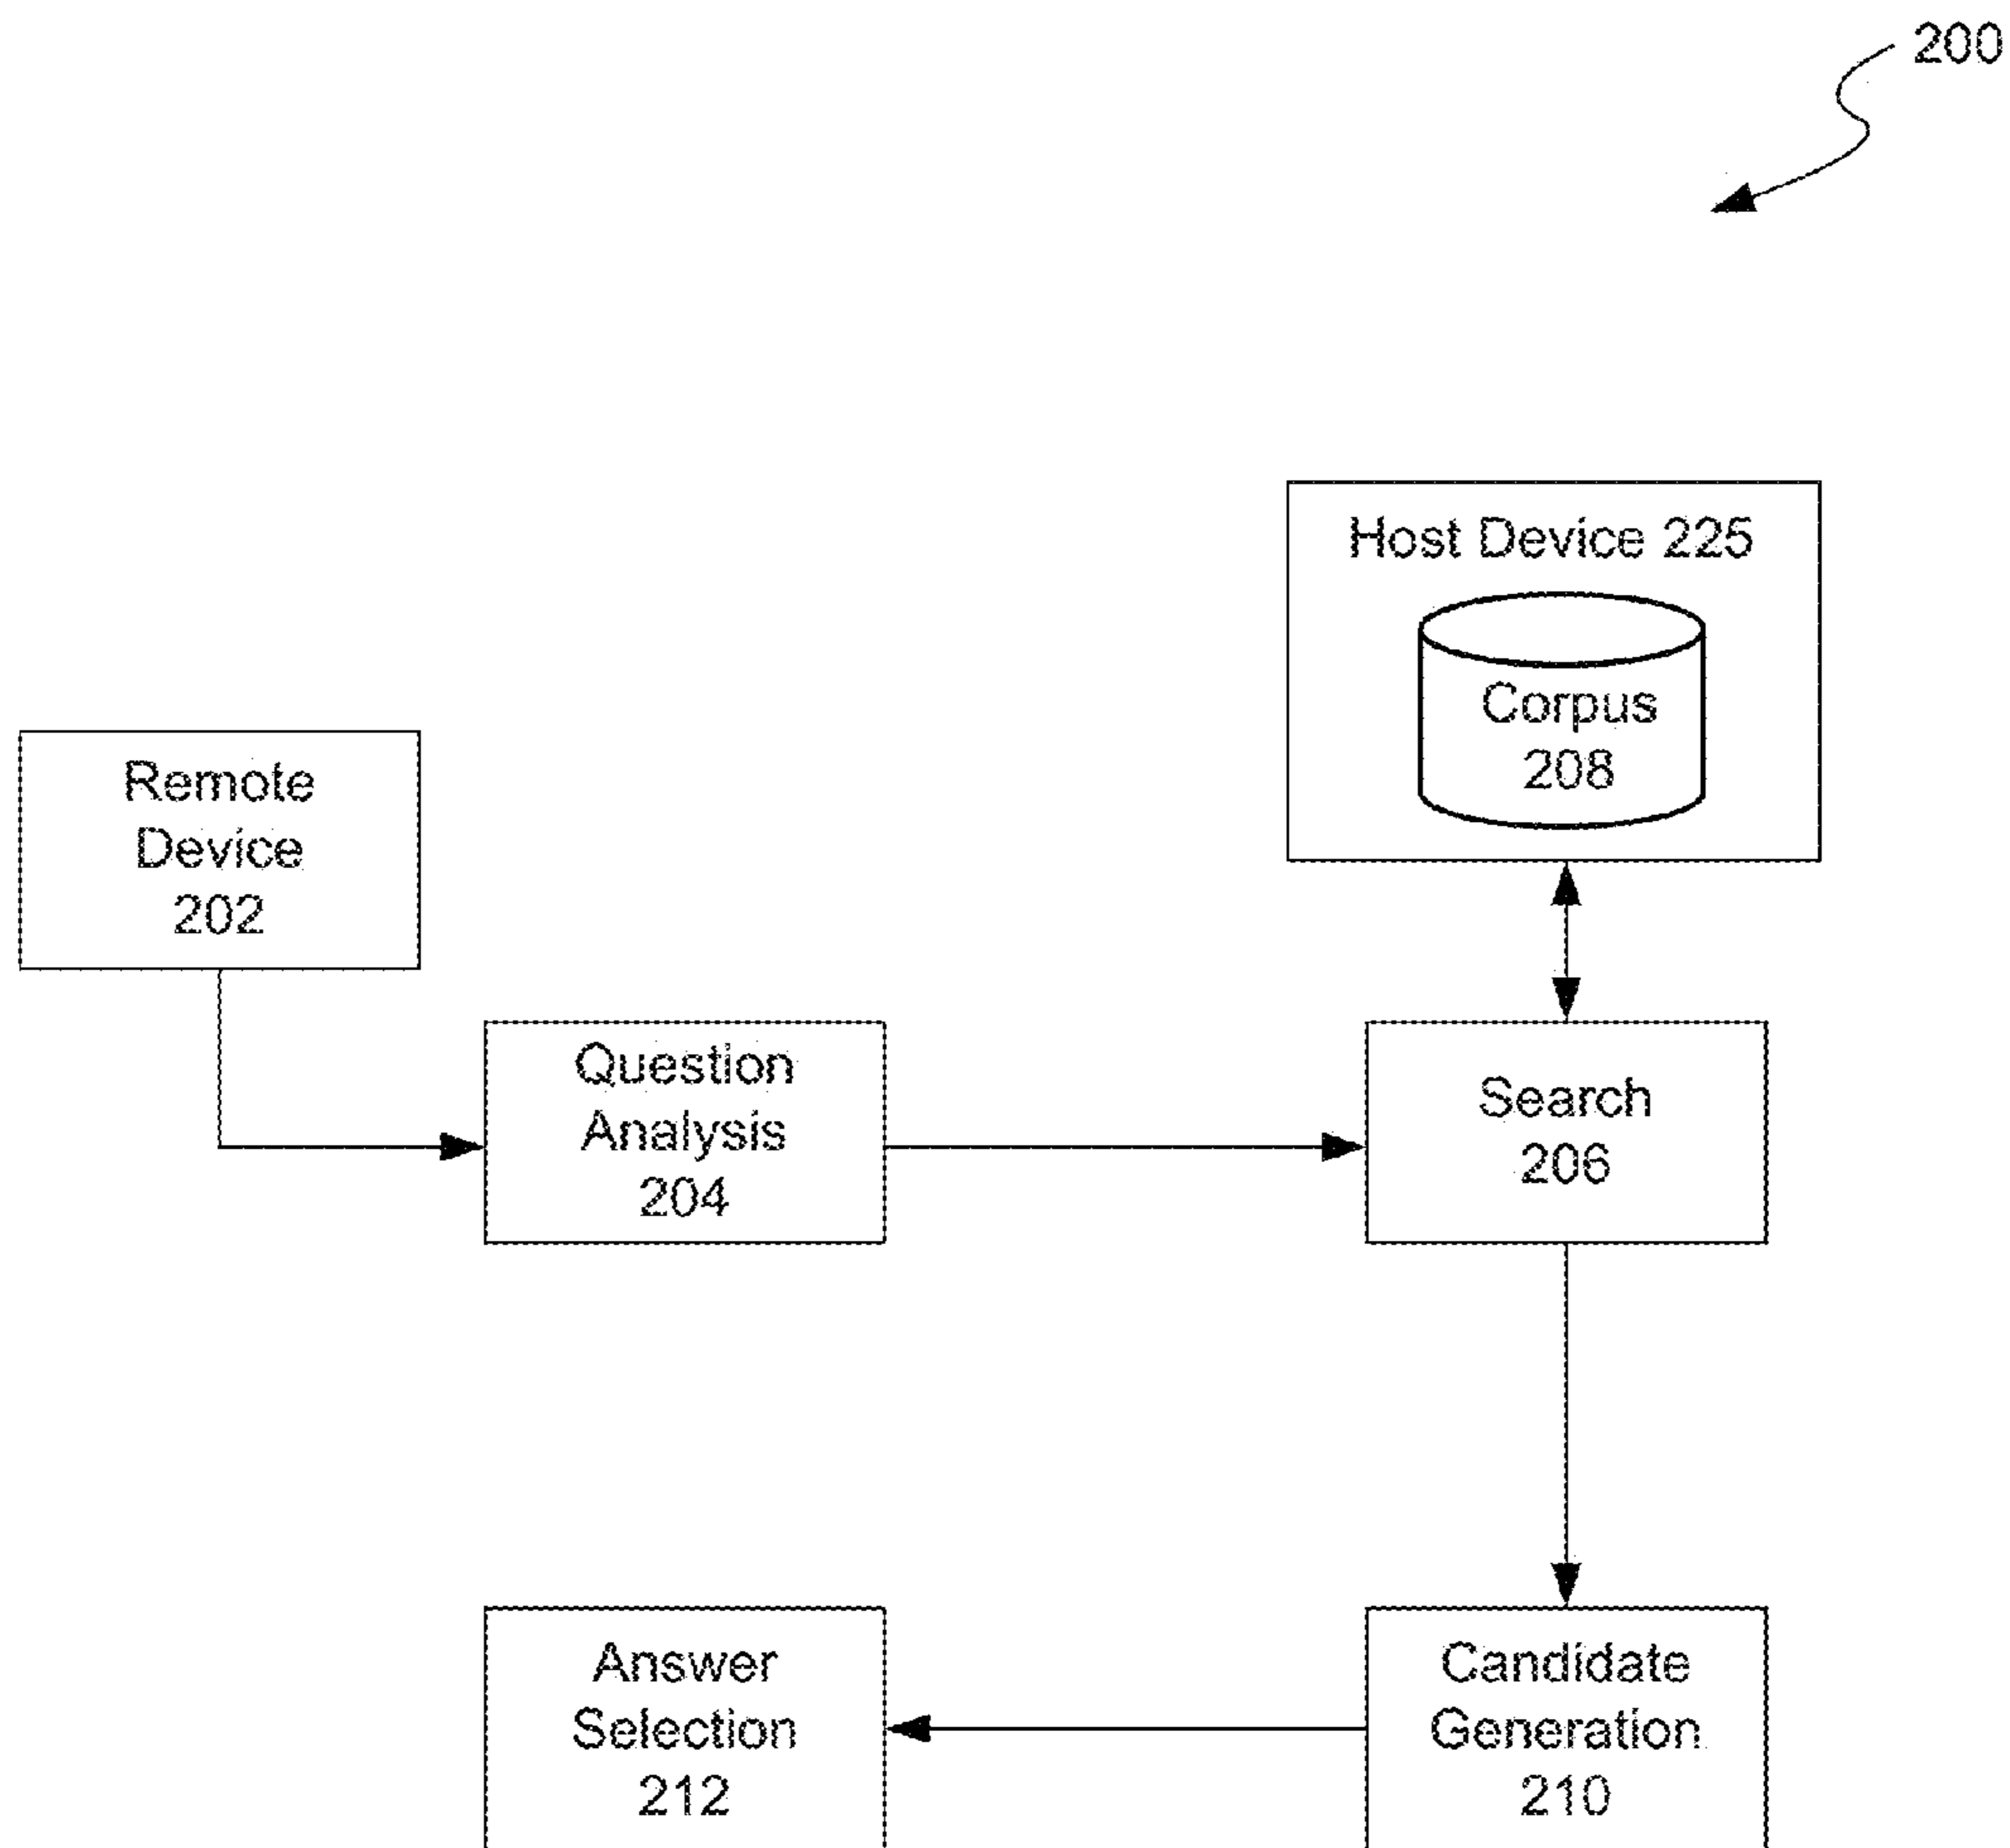 200
Host Device 225
Corpus
208
Remote
Device
202
Question
Analysis
204
Search
206
Answer
Selection
212
Candidate
Generation
210